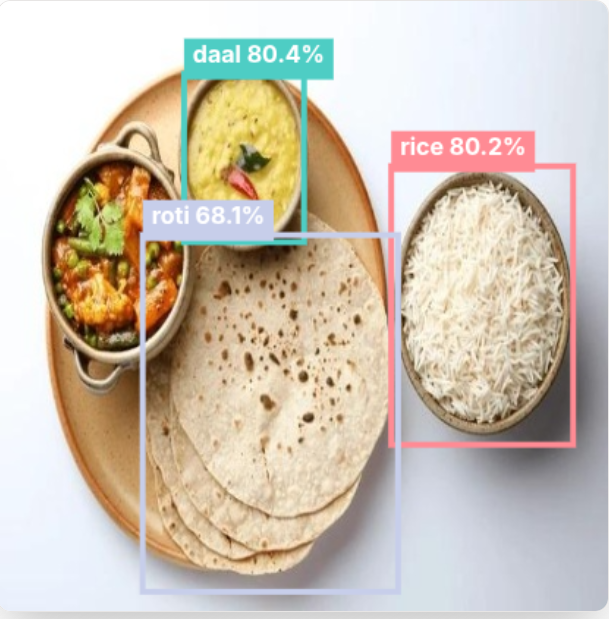 daal 80.4%
rice 80.2%
roti 68.1%